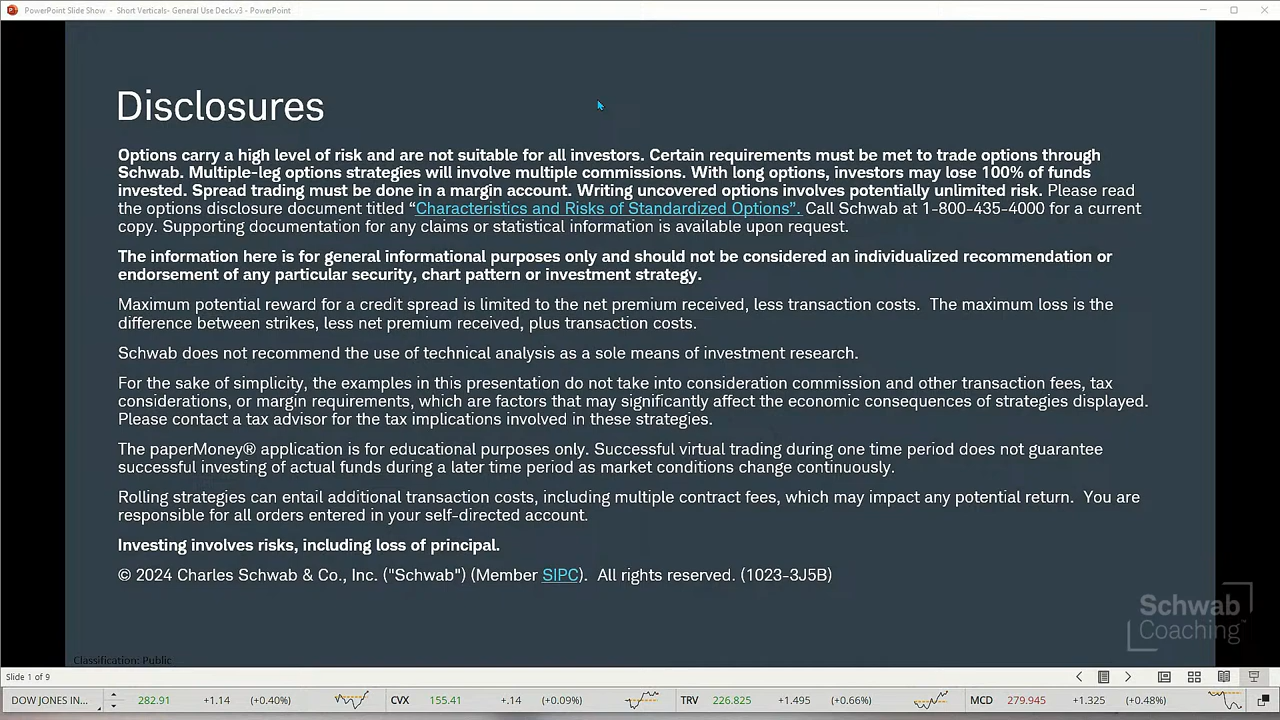 PowerPoint Slide Show - Short Verticals- General Use Deck.v3 - PowerPoint
Disclosures
Options carry a high level of risk and are not suitable for all investors. Certain requirements must be met to trade options through
Schwab. Multiple-leg options strategies will involve multiple commissions. With long options, investors may lose 100% of funds
invested. Spread trading must be done in a margin account. Writing uncovered options involves potentially unlimited risk. Please read
the options disclosure document titled “Characteristics and Risks of Standardized Options”. Call Schwab at 1-800-435-4000 for a current
copy. Supporting documentation for any claims or statistical information is available upon request.
The information here is for general informational purposes only and should not be considered an individualized recommendation or
endorsement of any particular security, chart pattern or investment strategy.
Maximum potential reward for a credit spread is limited to the net premium received, less transaction costs. The maximum loss is the
difference between strikes, less net premium received, plus transaction costs.
Schwab does not recommend the use of technical analysis as a sole means of investment research.
For the sake of simplicity, the examples in this presentation do not take into consideration commission and other transaction fees, tax
considerations, or margin requirements, which are factors that may significantly affect the economic consequences of strategies displayed.
Please contact a tax advisor for the tax implications involved in these strategies.
The paperMoney® application is for educational purposes only. Successful virtual trading during one time period does not guarantee
successful investing of actual funds during a later time period as market conditions change continuously.
Rolling strategies can entail additional transaction costs, including multiple contract fees, which may impact any potential return. You are
responsible for all orders entered in your self-directed account.
Investing involves risks, including loss of principal.
© 2024 Charles Schwab & Co., Inc. ("Schwab") (Member SIPC). All rights reserved. (1023-3J5B)
Schwab
Coaching
Classification: Public
Slide 1 of 9
DOW JONES IN... 282.91 +1.14 (+0.40%) CVX 155.41 +.14 (+0.09%) TRV 226.825 +1.495 (+0.66%) MCD 279.945 +1.325 (+0.48%)